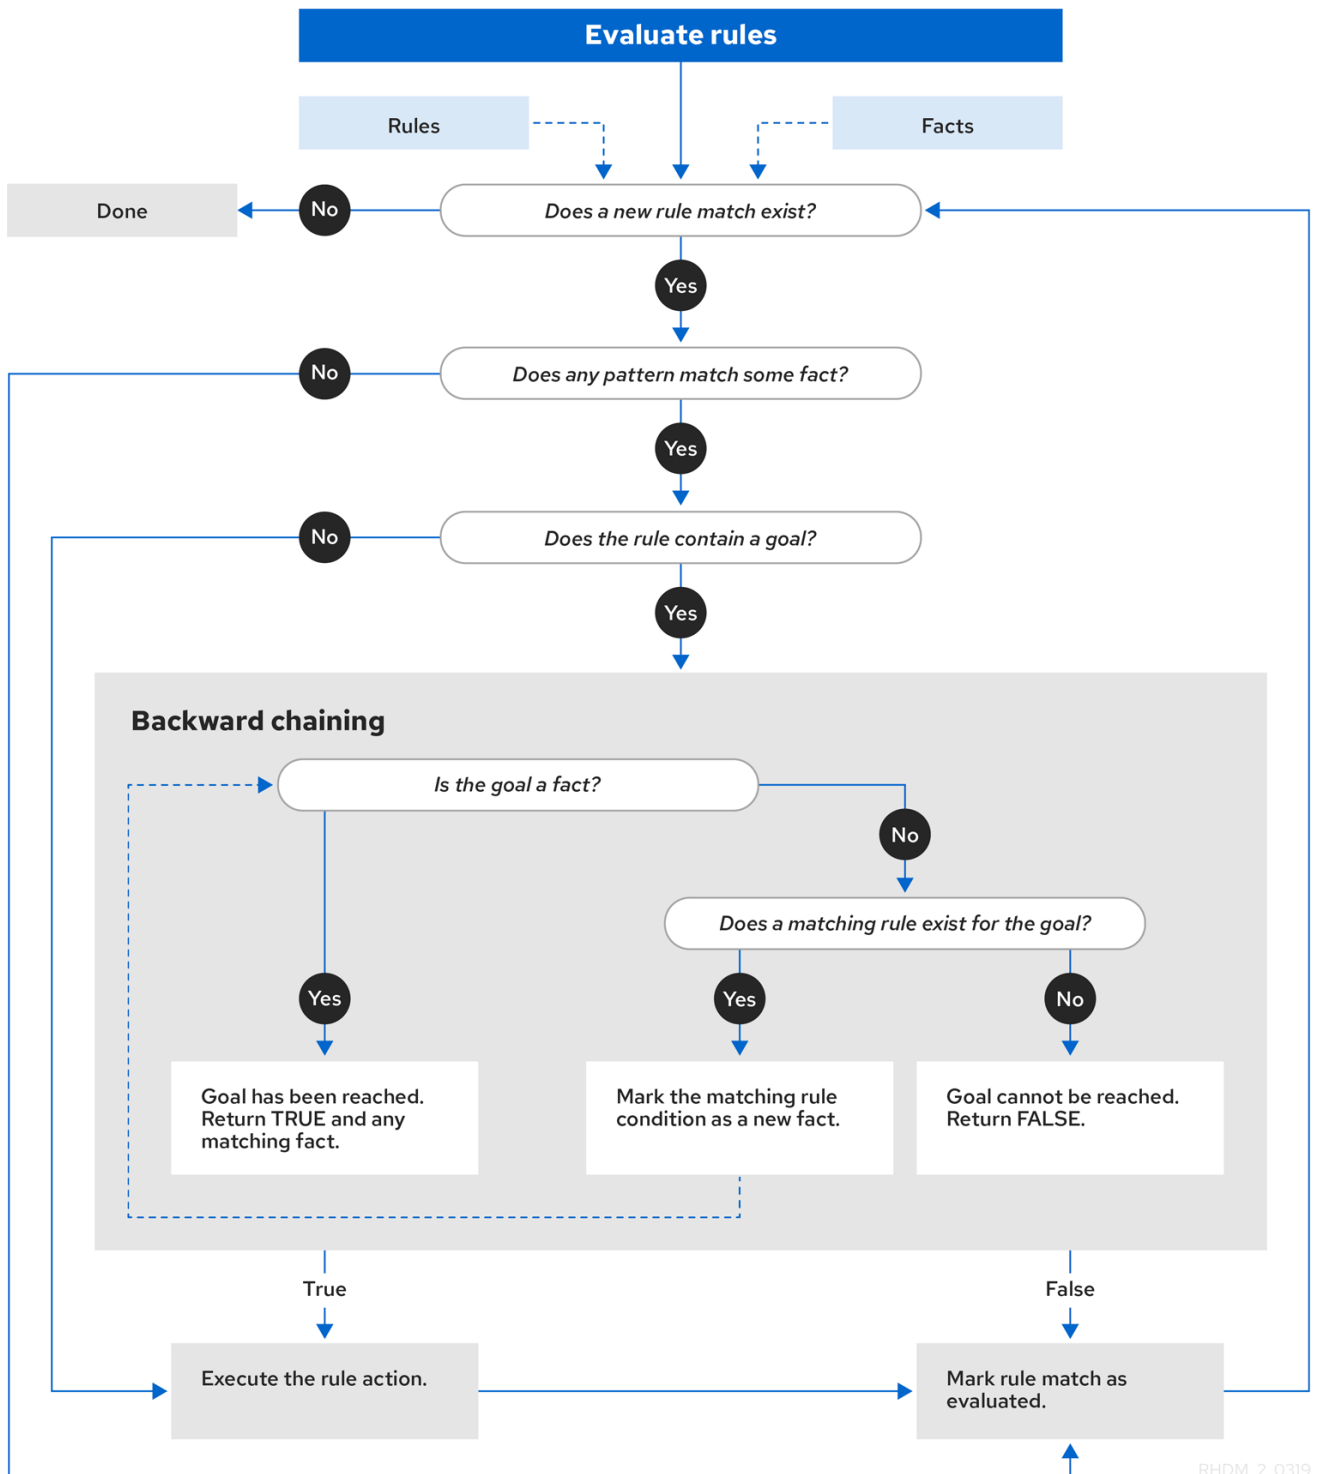 Evaluate rules
Rules
Facts
Done
No
Does a new rule match exist?
Yes
No
Does any pattern match some fact?
Yes
No
Does the rule contain a goal?
Yes
Backward chaining
Is the goal a fact?
No
Does a matching rule exist for the goal?
Yes
Yes
No
Goal has been reached.
Return TRUE and any
matching fact.
Mark the matching rule
condition as a new fact.
Goal cannot be reached.
Return FALSE.
True
False
Execute the rule action.
Mark rule match as
evaluated.
RHDM_2_0319